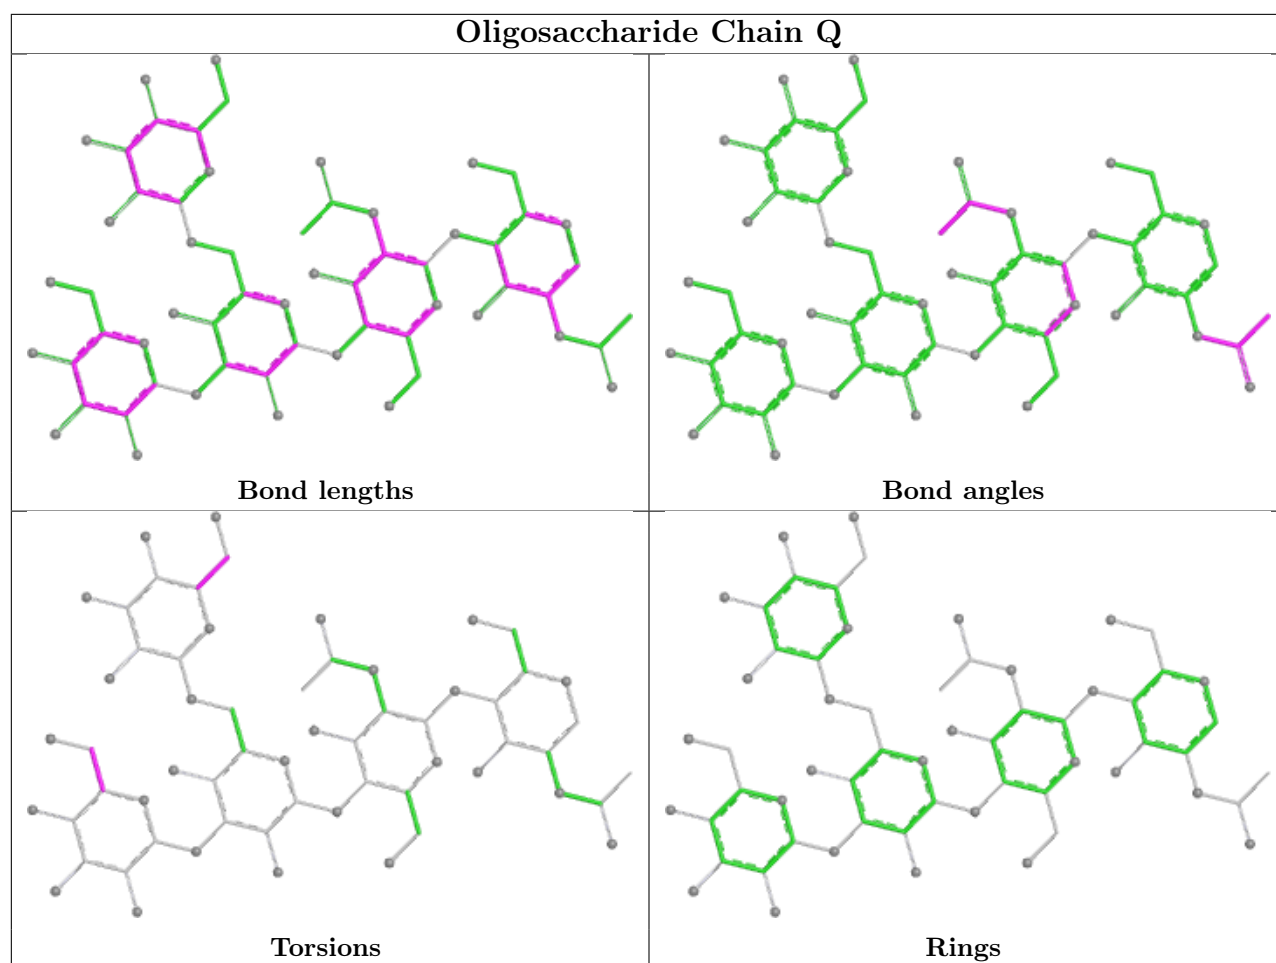 Oligosaccharide Chain Q
Bond lengths
Bond angles
Torsions
Rings